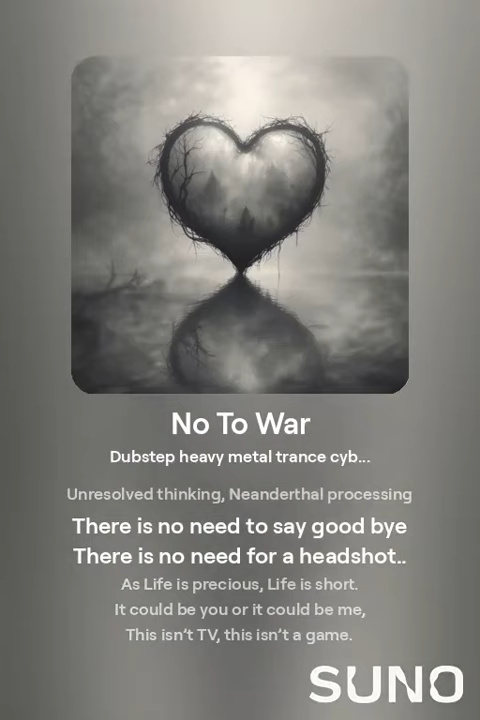 No To War
Dubstep heavy metal trance cyb...
Unresolved thinking, Neanderthal processing
There is no need to say good bye
There is no need for a headshot..
As Life is precious, Life is short.
It could be you or it could be me,
This isn't TV, this isn't a game.
SUNO